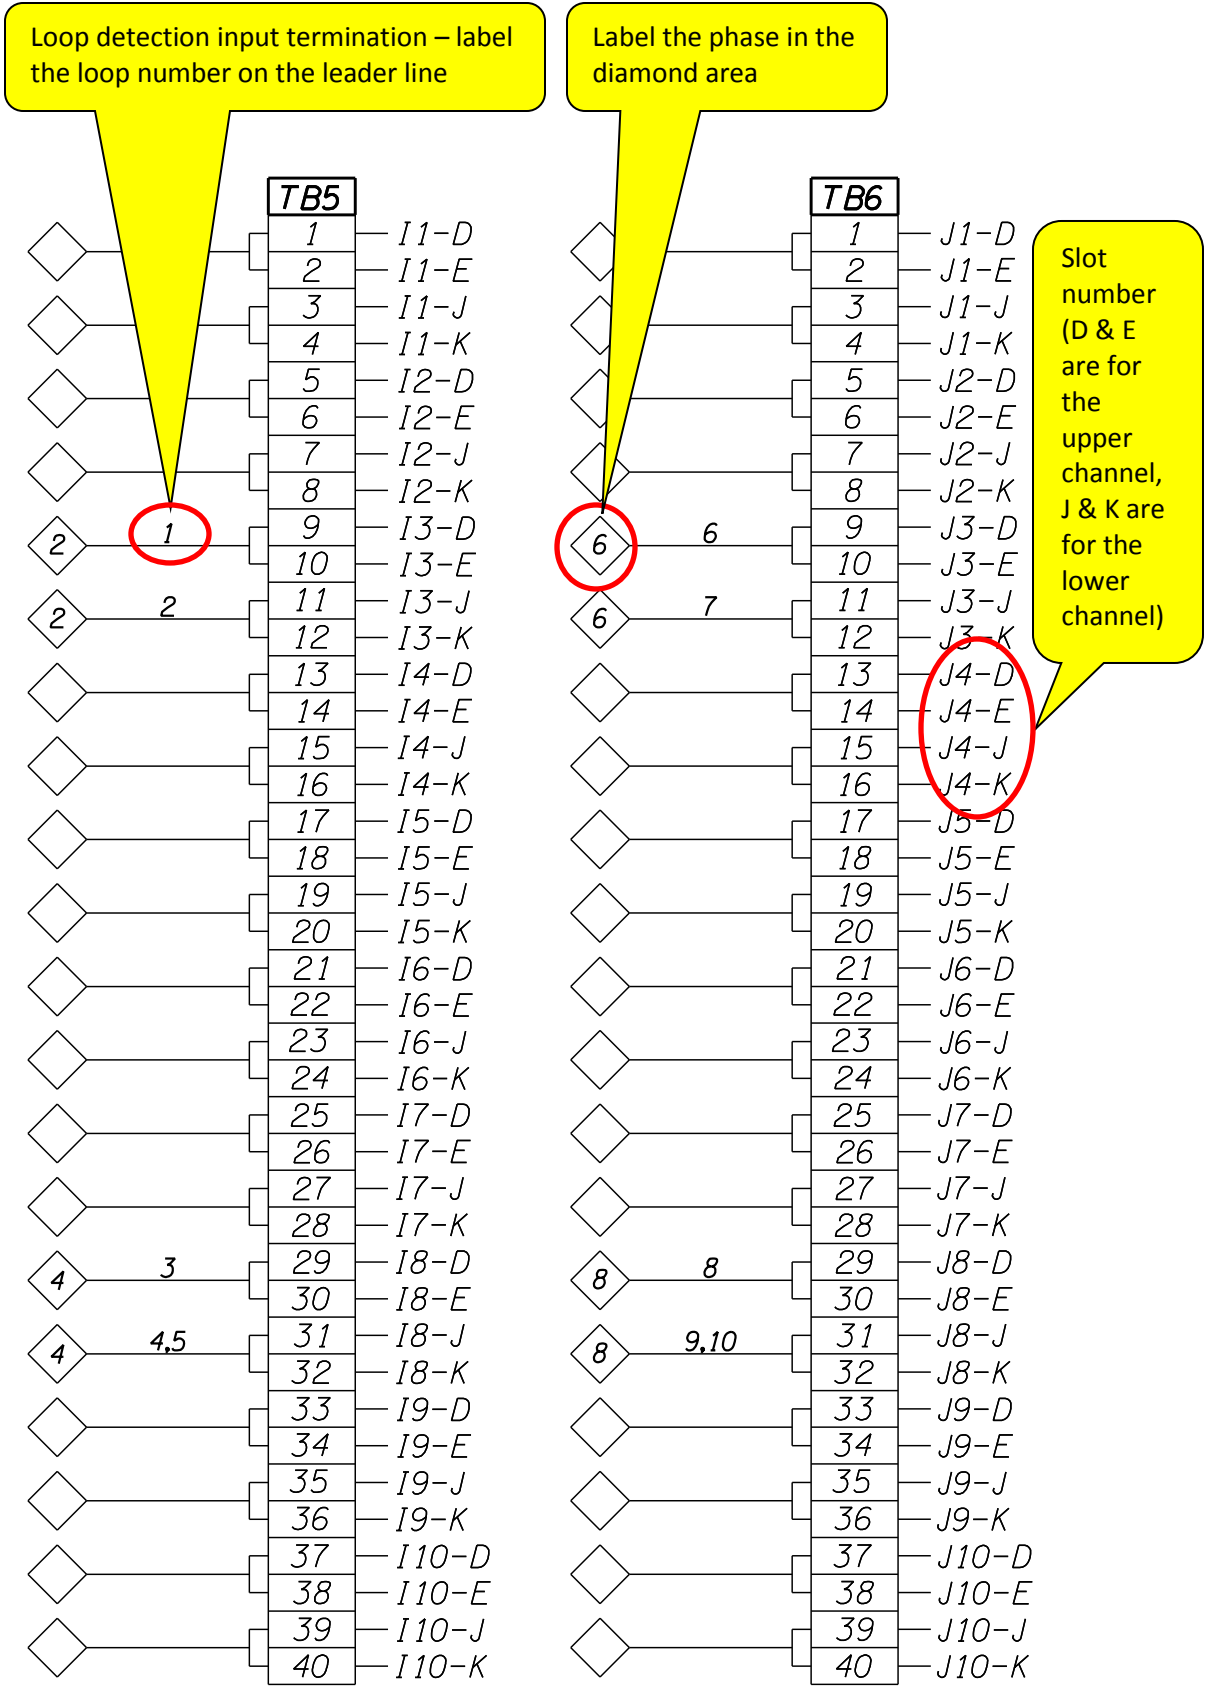 Loop detection input termination – label
the loop number on the leader line
Label the phase in the
diamond area
TB5
1 I1-D
2 I1-E
3 I1-J
4 I1-K
5 I2-D
6 I2-E
7 I2-J
8 I2-K
2 1 9 I3-D
10 I3-E
2 2 11 I3-J
12 I3-K
13 I4-D
14 I4-E
15 I4-J
16 I4-K
17 I5-D
18 I5-E
19 I5-J
20 I5-K
21 I6-D
22 I6-E
23 I6-J
24 I6-K
25 I7-D
26 I7-E
27 I7-J
28 I7-K
4 3 29 I8-D
30 I8-E
4 4,5 31 I8-J
32 I8-K
33 I9-D
34 I9-E
35 I9-J
36 I9-K
37 I10-D
38 I10-E
39 I10-J
40 I10-K
TB6
1 J1-D
2 J1-E
3 J1-J
4 J1-K
5 J2-D
6 J2-E
7 J2-J
8 J2-K
6 6 9 J3-D
10 J3-E
6 7 11 J3-J
12 J3-K
13 J4-D
14 J4-E
15 J4-J
16 J4-K
17 J5-D
18 J5-E
19 J5-J
20 J5-K
21 J6-D
22 J6-E
23 J6-J
24 J6-K
25 J7-D
26 J7-E
27 J7-J
28 J7-K
8 8 29 J8-D
30 J8-E
8 9,10 31 J8-J
32 J8-K
33 J9-D
34 J9-E
35 J9-J
36 J9-K
37 J10-D
38 J10-E
39 J10-J
40 J10-K
Slot
number
(D & E
are for
the
upper
channel,
J & K are
for the
lower
channel)